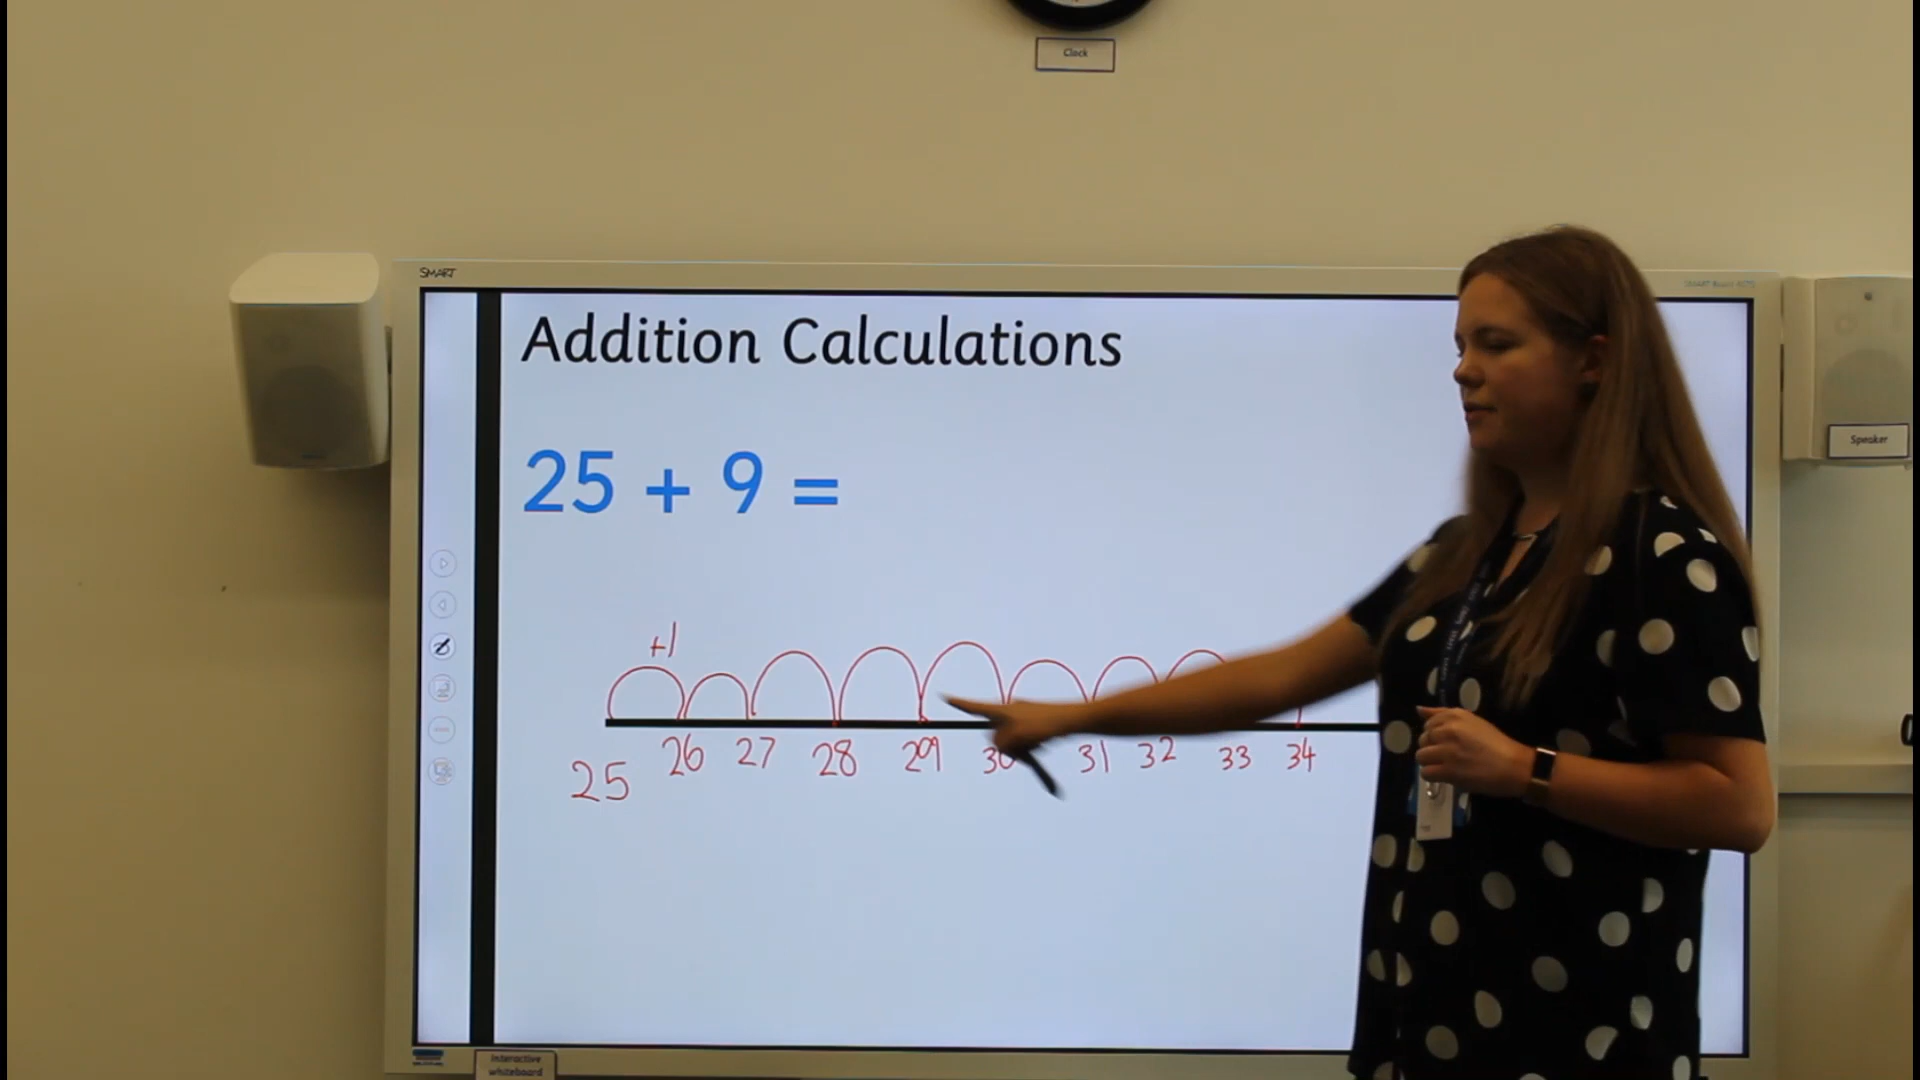 Clock
SMART
Addition Calculations
Speaker
25 + 9 =
+1
25 26 27 28 29 30 31 32 33 34
Interactive
whiteboard